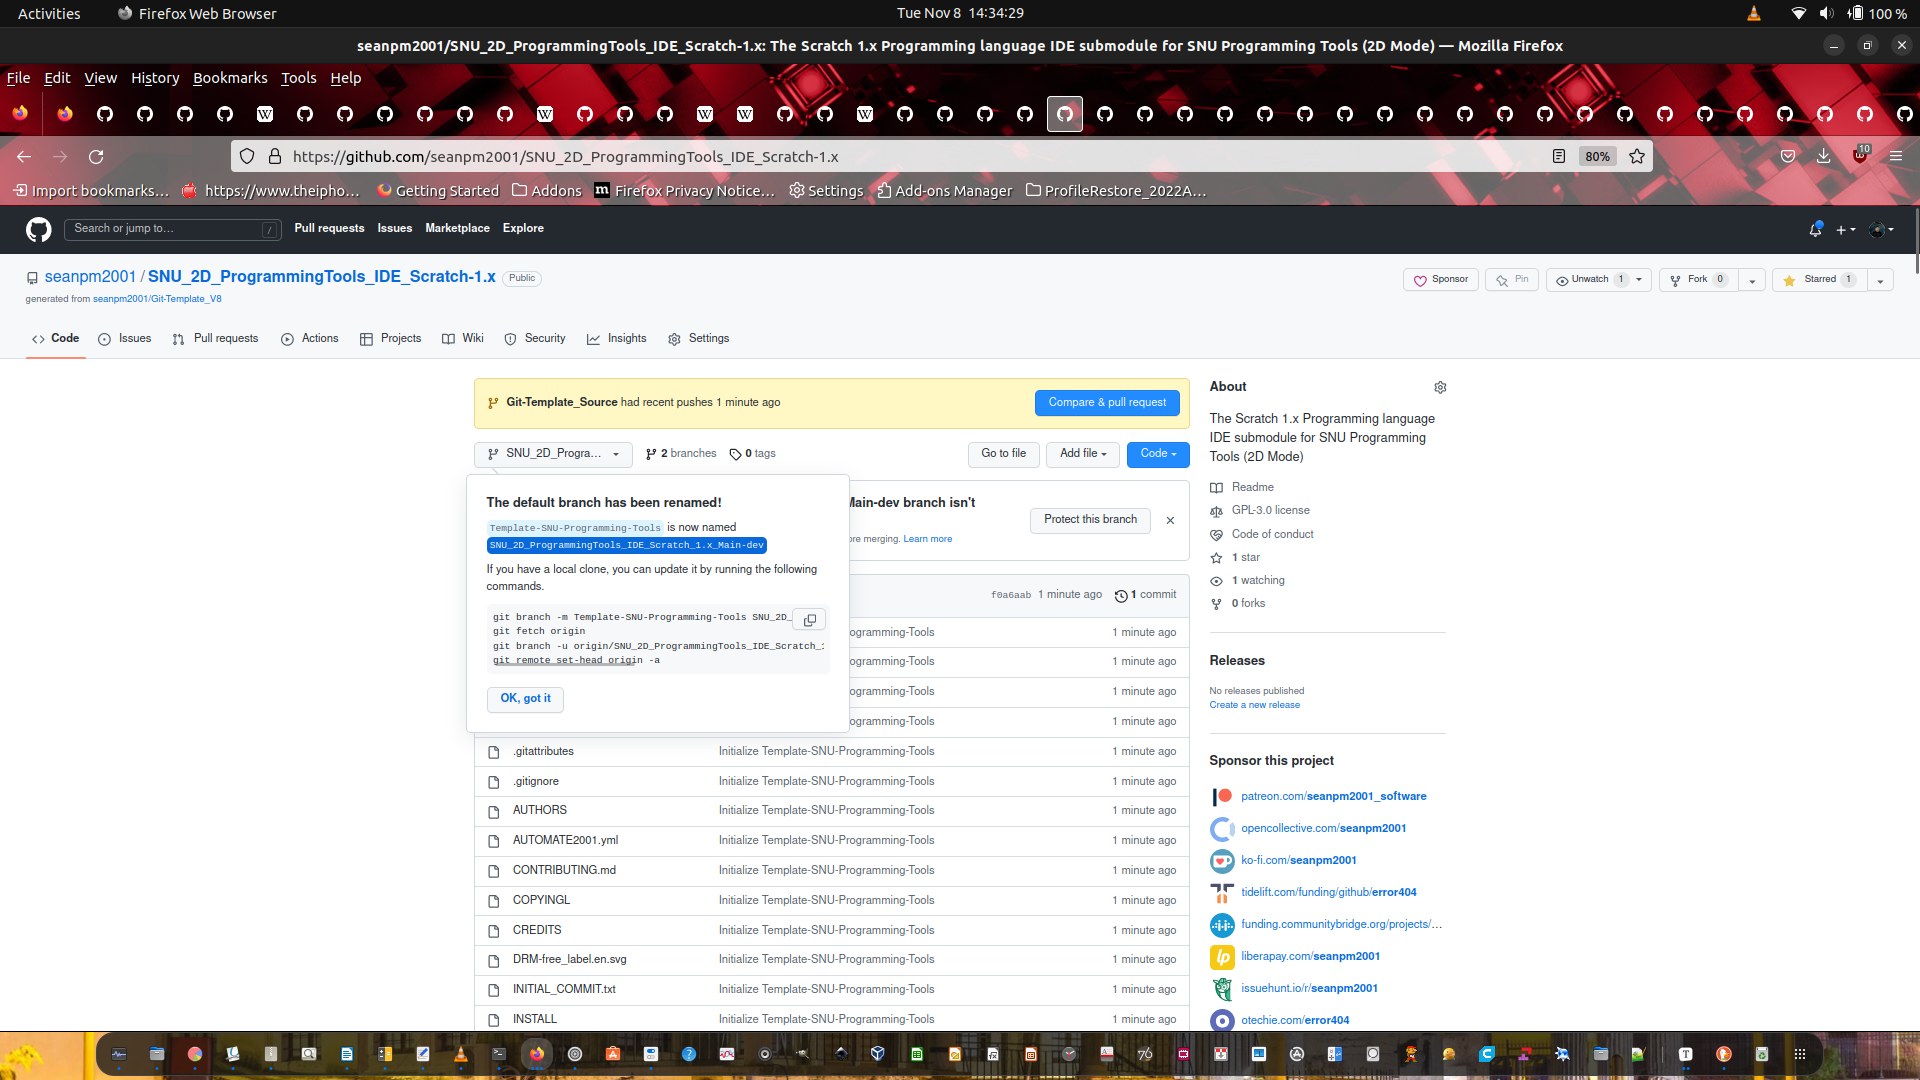 Activities
Firefox Web Browser
Tue Nov 8 14:34:29
100 %
seanpm2001/SNU_2D_ProgrammingTools_IDE_Scratch-1.x: The Scratch 1.x Programming language IDE submodule for SNU Programming Tools (2D Mode) — Mozilla Firefox
File Edit View History Bookmarks Tools Help
https://github.com/seanpm2001/SNU_2D_ProgrammingTools_IDE_Scratch-1.x
80%
10
Import bookmarks...
https://www.theipho...
Getting Started
Addons
Firefox Privacy Notice...
Settings
Add-ons Manager
ProfileRestore_2022A...
Search or jump to...
/
Pull requests Issues Marketplace Explore
seanpm2001 / SNU_2D_ProgrammingTools_IDE_Scratch-1.x
Public
Sponsor
Pin
Unwatch 1
Fork 0
Starred 1
generated from seanpm2001/Git-Template_V8
Code
Issues
Pull requests
Actions
Projects
Wiki
Security
Insights
Settings
Git-Template_Source had recent pushes 1 minute ago
Compare & pull request
SNU_2D_Progra...
2 branches
0 tags
Go to file
Add file
Code
The default branch has been renamed!
Template-SNU-Programming-Tools is now named
SNU_2D_ProgrammingTools_IDE_Scratch_1.x_Main-dev
If you have a local clone, you can update it by running the following
commands.
git branch -m Template-SNU-Programming-Tools SNU_2D_
git fetch origin
git branch -u origin/SNU_2D_ProgrammingTools_IDE_Scratch_1
git remote set-head origin -a
OK, got it
Main-dev branch isn't
ore merging. Learn more
Protect this branch
f0a6aab 1 minute ago
1 commit
ogramming-Tools 1 minute ago
ogramming-Tools 1 minute ago
ogramming-Tools 1 minute ago
ogramming-Tools 1 minute ago
.gitattributes Initialize Template-SNU-Programming-Tools 1 minute ago
.gitignore Initialize Template-SNU-Programming-Tools 1 minute ago
AUTHORS Initialize Template-SNU-Programming-Tools 1 minute ago
AUTOMATE2001.yml Initialize Template-SNU-Programming-Tools 1 minute ago
CONTRIBUTING.md Initialize Template-SNU-Programming-Tools 1 minute ago
COPYINGL Initialize Template-SNU-Programming-Tools 1 minute ago
CREDITS Initialize Template-SNU-Programming-Tools 1 minute ago
DRM-free_label.en.svg Initialize Template-SNU-Programming-Tools 1 minute ago
INITIAL_COMMIT.txt Initialize Template-SNU-Programming-Tools 1 minute ago
INSTALL Initialize Template-SNU-Programming-Tools 1 minute ago
About
The Scratch 1.x Programming language
IDE submodule for SNU Programming
Tools (2D Mode)
Readme
GPL-3.0 license
Code of conduct
1 star
1 watching
0 forks
Releases
No releases published
Create a new release
Sponsor this project
patreon.com/seanpm2001_software
opencollective.com/seanpm2001
ko-fi.com/seanpm2001
tidelift.com/funding/github/error404
funding.communitybridge.org/projects/...
liberapay.com/seanpm2001
issuehunt.io/r/seanpm2001
otechie.com/error404